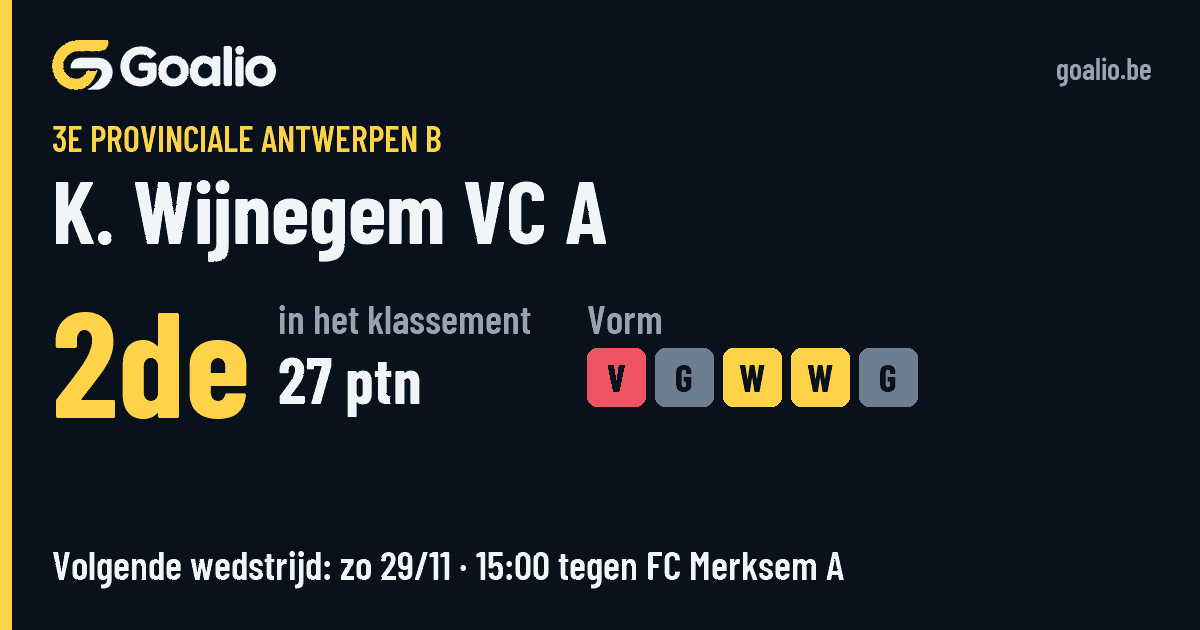 Goalio
goalio.be
3E PROVINCIALE ANTWERPEN B
K. Wijnegem VC A
2de
in het klassement
27 ptn
Vorm
V G W W G
Volgende wedstrijd: zo 29/11 · 15:00 tegen FC Merksem A